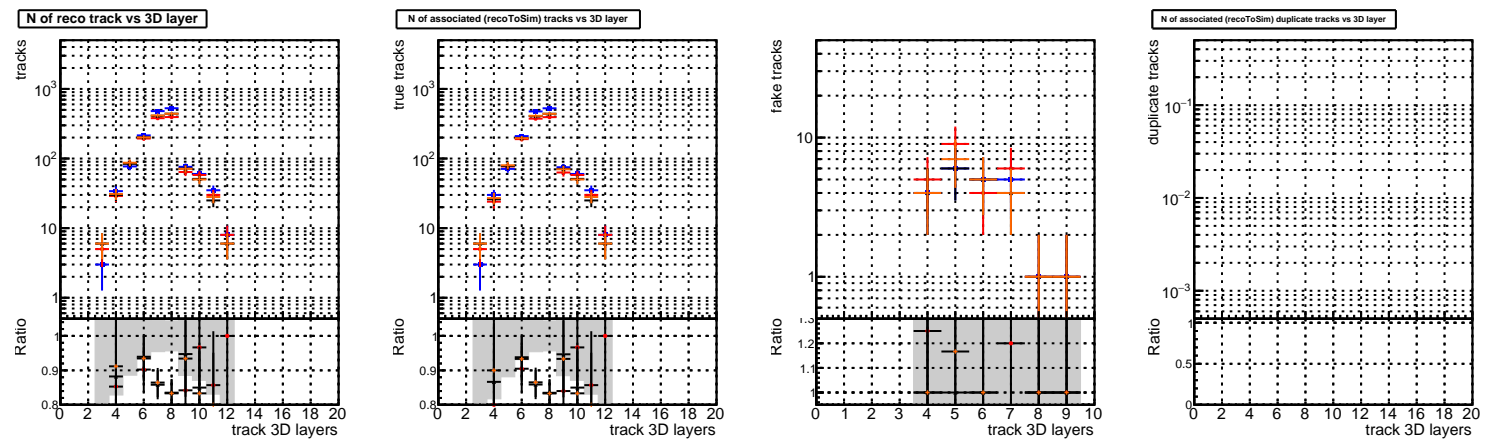 N of reco track vs 3D layer
tracks
10³
10²
10
1
Ratio
1
0.9
0.8
0 2 4 6 8 10 12 14 16 18 20
track 3D layers
N of associated (recoToSim) tracks vs 3D layer
true tracks
10³
10²
10
1
Ratio
1
0.9
0.8
0 2 4 6 8 10 12 14 16 18 20
track 3D layers
fake tracks
10
1
Ratio
1.3
1.2
1.1
1
0 1 2 3 4 5 6 7 8 9 10
track 3D layers
N of associated (recoToSim) duplicate tracks vs 3D layer
duplicate tracks
10⁻¹
10⁻²
10⁻³
Ratio
1
0.5
0
0 2 4 6 8 10 12 14 16 18 20
track 3D layers